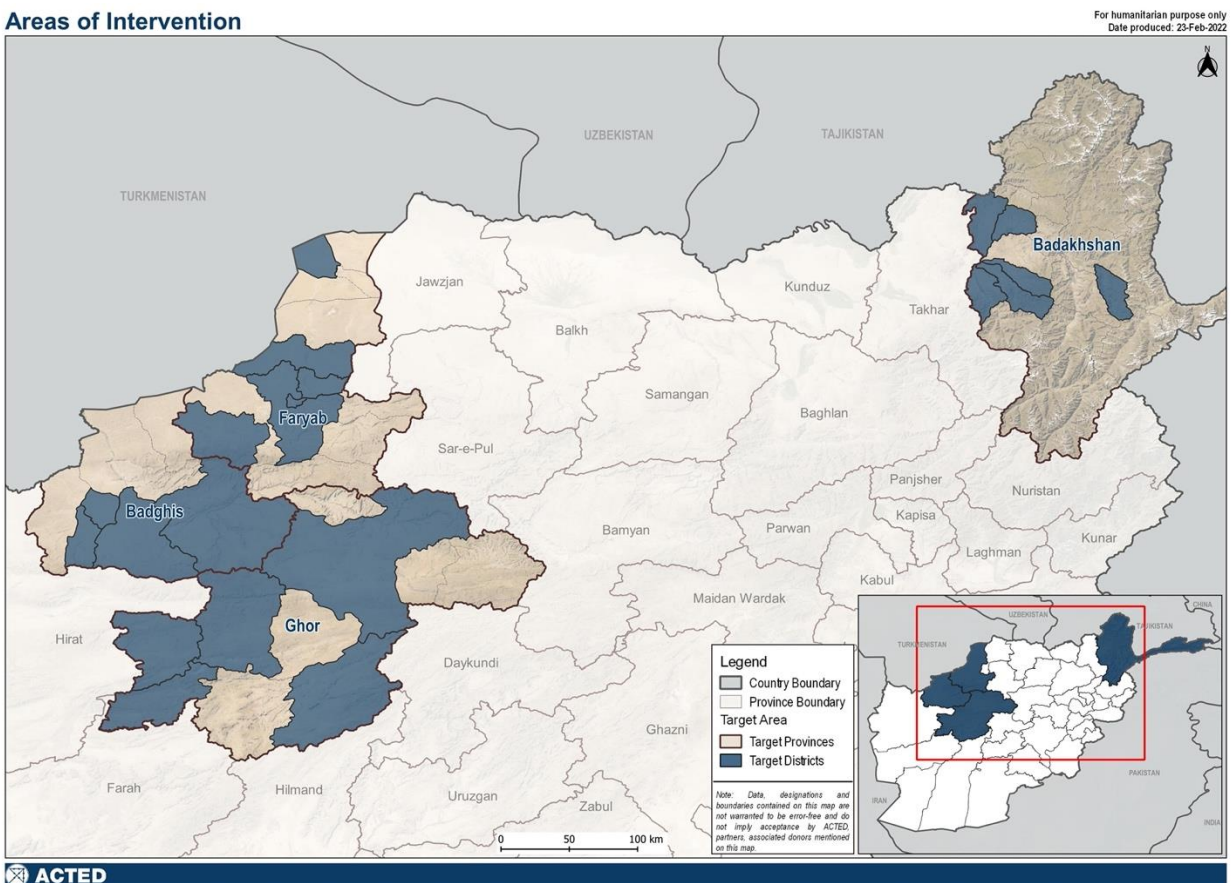 Areas of Intervention
For humanitarian purpose only
Date produced: 23-Feb-2022
N
UZBEKISTAN
TAJIKISTAN
TURKMENISTAN
Badakhshan
Jawzjan
Kunduz
Takhar
Balkh
Samangan
Faryab
Baghlan
Sar-e-Pul
Panjsher
Nuristan
Badghis
Bamyan
Parwan
Kapisa
Kunar
Laghman
Kabul
Maidan Wardak
Ghor
Hirat
Daykundi
Ghazni
Farah
Hilmand
Uruzgan
Zabul
0 50 100 km
Legend
Country Boundary
Province Boundary
Target Area
Target Provinces
Target Districts
Note: Data, designations and
boundaries contained on this map are
not warranted to be error-free and do
not imply acceptance by ACTED,
partners, associated donors mentioned
on this map.
CHINA
UZBEKISTAN
TAJIKISTAN
TURKMENISTAN
PAKISTAN
IRAN
INDIA
ACTED